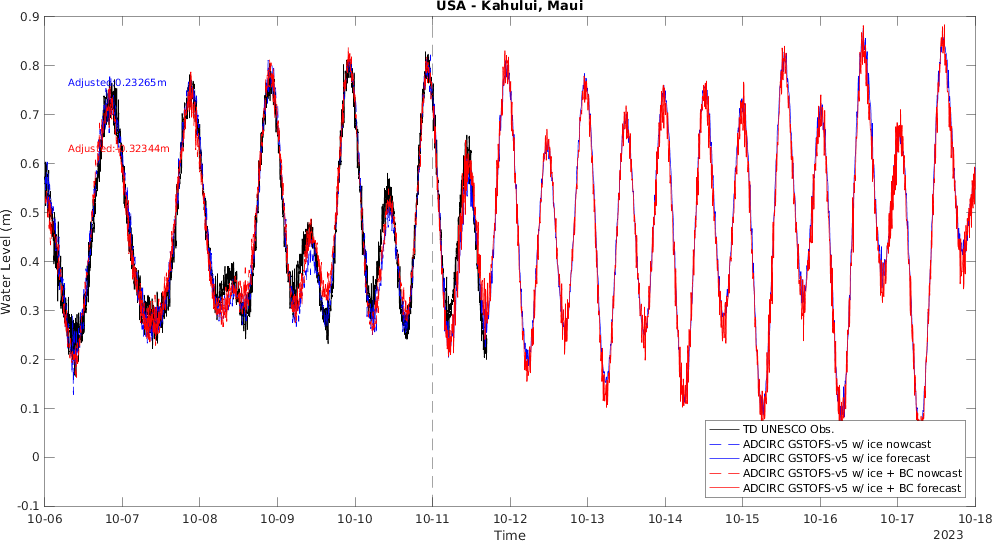 USA - Kahului, Maui
0.9
0.8
0.7
0.6
0.5
0.4
0.3
0.2
0.1
0
-0.1
Water Level (m)
Adjusted:0.23265m
Adjusted:-0.32344m
TD UNESCO Obs.
ADCIRC GSTOFS-v5 w/ ice nowcast
ADCIRC GSTOFS-v5 w/ ice forecast
ADCIRC GSTOFS-v5 w/ ice + BC nowcast
ADCIRC GSTOFS-v5 w/ ice + BC forecast
10-06 10-07 10-08 10-09 10-10 10-11 10-12 10-13 10-14 10-15 10-16 10-17 10-18
Time
2023